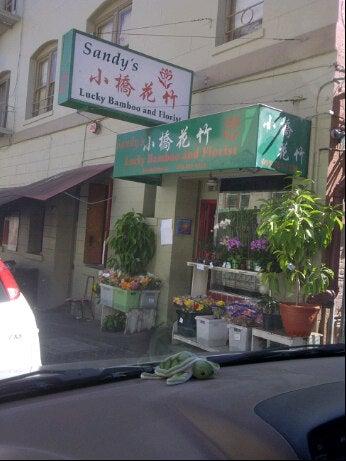 Sandy's
小橋花竹
Lucky Bamboo and Florist
Sandy's 小橋花竹
Lucky Bamboo and Florist
小橋
花竹